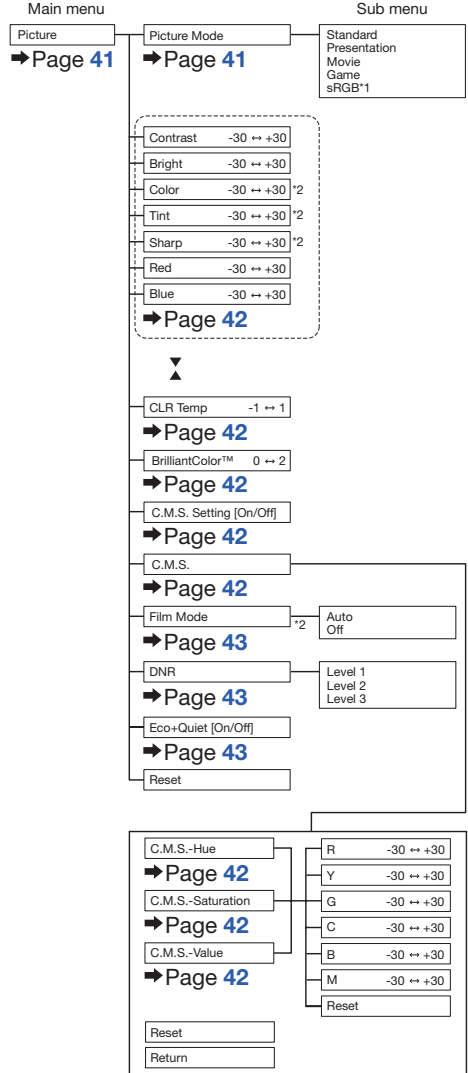 Main menu Sub menu
Picture Picture Mode Standard
➡Page 41 ➡Page 41 Presentation
Movie
Game
sRGB*1
Contrast -30 ↔ +30
Bright -30 ↔ +30
Color -30 ↔ +30 *2
Tint -30 ↔ +30 *2
Sharp -30 ↔ +30 *2
Red -30 ↔ +30
Blue -30 ↔ +30
➡Page 42
CLR Temp -1 ↔ 1
➡Page 42
BrilliantColor™ 0 ↔ 2
➡Page 42
C.M.S. Setting [On/Off]
➡Page 42
C.M.S.
➡Page 42
Film Mode *2 Auto
Off
➡Page 43
DNR Level 1
Level 2
Level 3
➡Page 43
Eco+Quiet [On/Off]
➡Page 43
Reset
C.M.S.-Hue R -30 ↔ +30
➡Page 42 Y -30 ↔ +30
C.M.S.-Saturation G -30 ↔ +30
➡Page 42 C -30 ↔ +30
C.M.S.-Value B -30 ↔ +30
➡Page 42 M -30 ↔ +30
Reset
Reset
Return